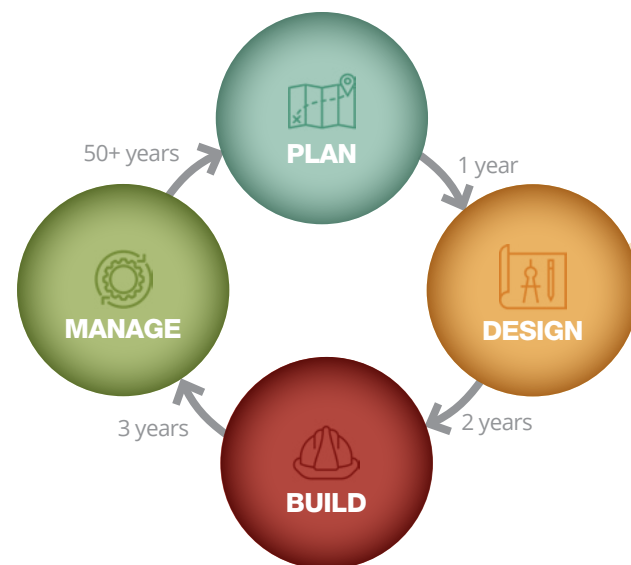 PLAN
1 year
DESIGN
2 years
BUILD
3 years
MANAGE
50+ years